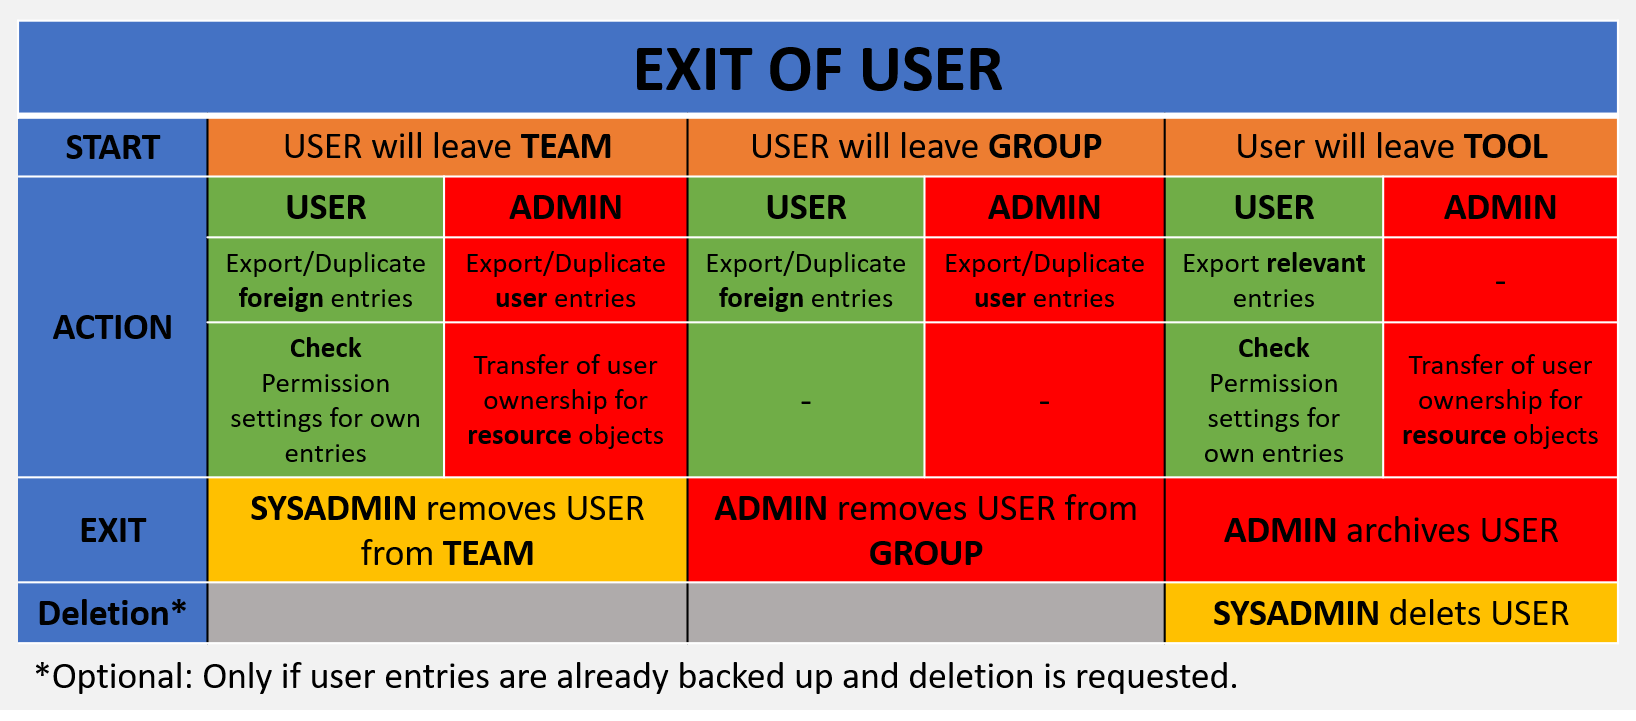 EXIT OF USER
START
USER will leave TEAM
USER will leave GROUP
User will leave TOOL
ACTION
USER
ADMIN
USER
ADMIN
USER
ADMIN
Export/Duplicate
foreign entries
Export/Duplicate
user entries
Export/Duplicate
foreign entries
Export/Duplicate
user entries
Export relevant
entries
-
Check
Permission
settings for own
entries
Transfer of user
ownership for
resource objects
-
-
Check
Permission
settings for
own entries
Transfer of user
ownership for
resource objects
EXIT
SYSADMIN removes USER
from TEAM
ADMIN removes USER from
GROUP
ADMIN archives USER
Deletion*
SYSADMIN delets USER
*Optional: Only if user entries are already backed up and deletion is requested.